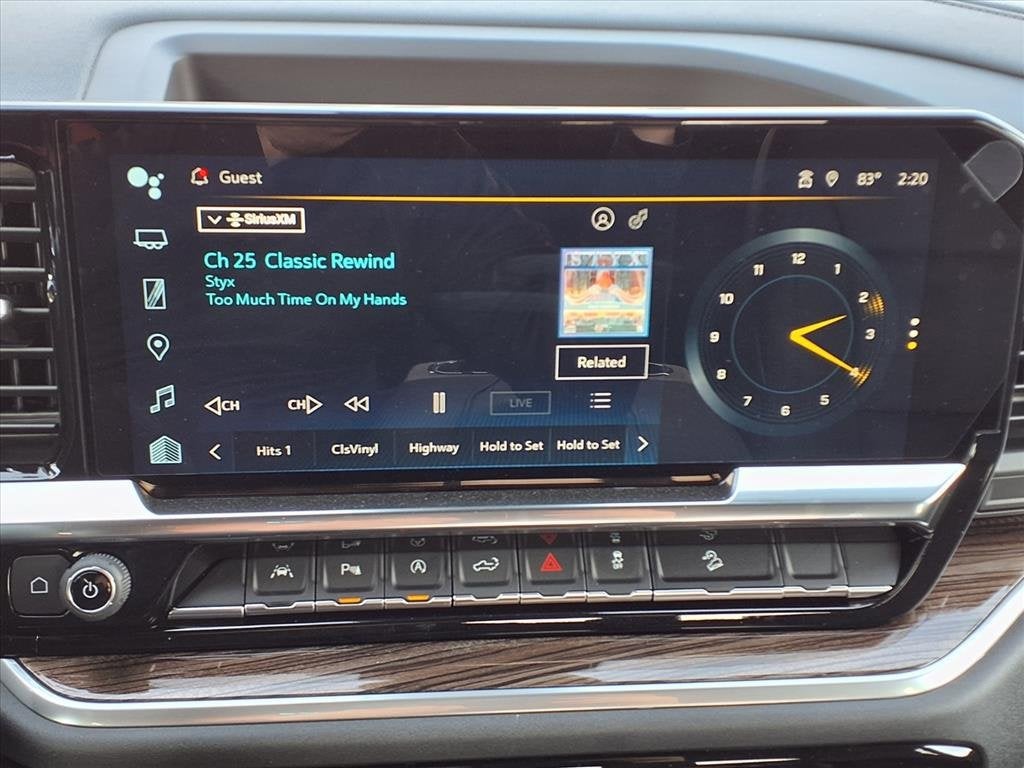 Guest
83° 2:20
SiriusXM
Ch 25 Classic Rewind
Styx
Too Much Time On My Hands
Related
CH CH LIVE
Hits 1 ClsVinyl Highway Hold to Set Hold to Set
12
1
2
3
5
6
7
8
9
10
11
P
A
OFF